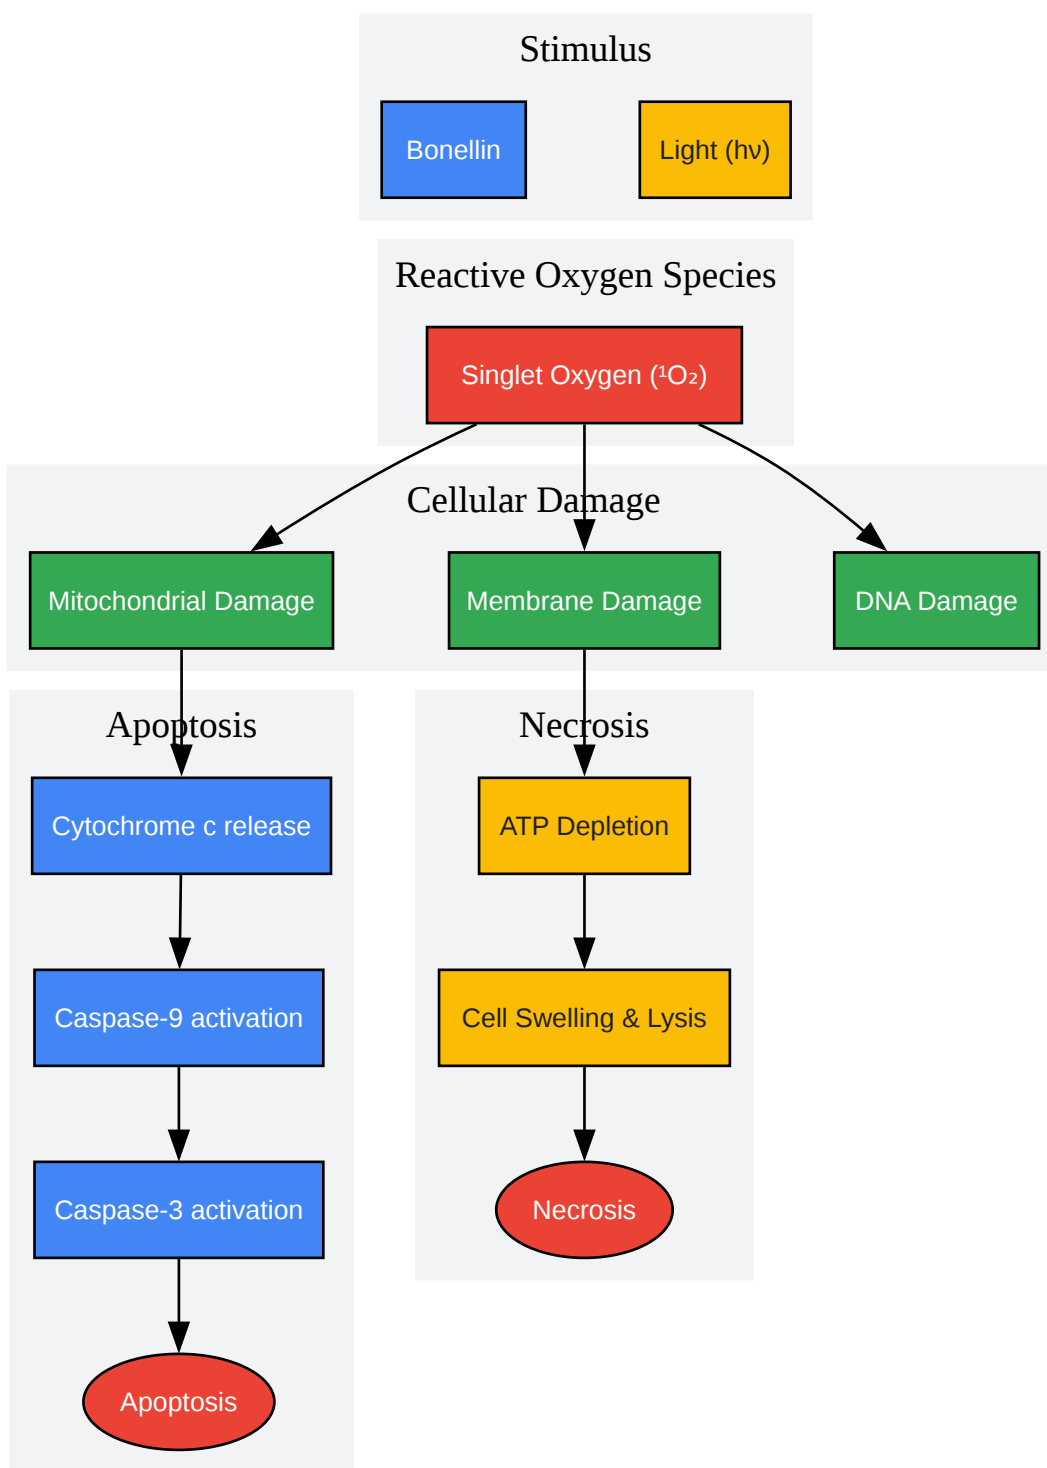 Stimulus
Bonellin
Light (hν)
Reactive Oxygen Species
Singlet Oxygen (¹O₂)
Cellular Damage
Mitochondrial Damage
Membrane Damage
DNA Damage
Apoptosis
Necrosis
Cytochrome c release
ATP Depletion
Caspase-9 activation
Cell Swelling & Lysis
Caspase-3 activation
Necrosis
Apoptosis